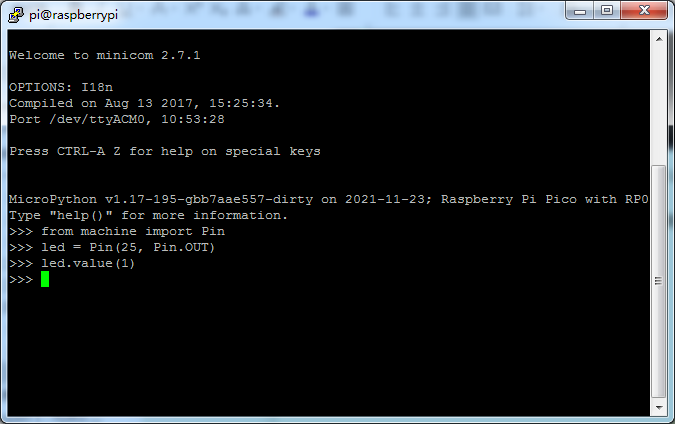 pi@raspberrypi
Welcome to minicom 2.7.1
OPTIONS: I18n
Compiled on Aug 13 2017, 15:25:34.
Port /dev/ttyACM0, 10:53:28
Press CTRL-A Z for help on special keys
MicroPython v1.17-195-gbb7aae557-dirty on 2021-11-23; Raspberry Pi Pico with RP0
Type "help()" for more information.
>>> from machine import Pin
>>> led = Pin(25, Pin.OUT)
>>> led.value(1)
>>>